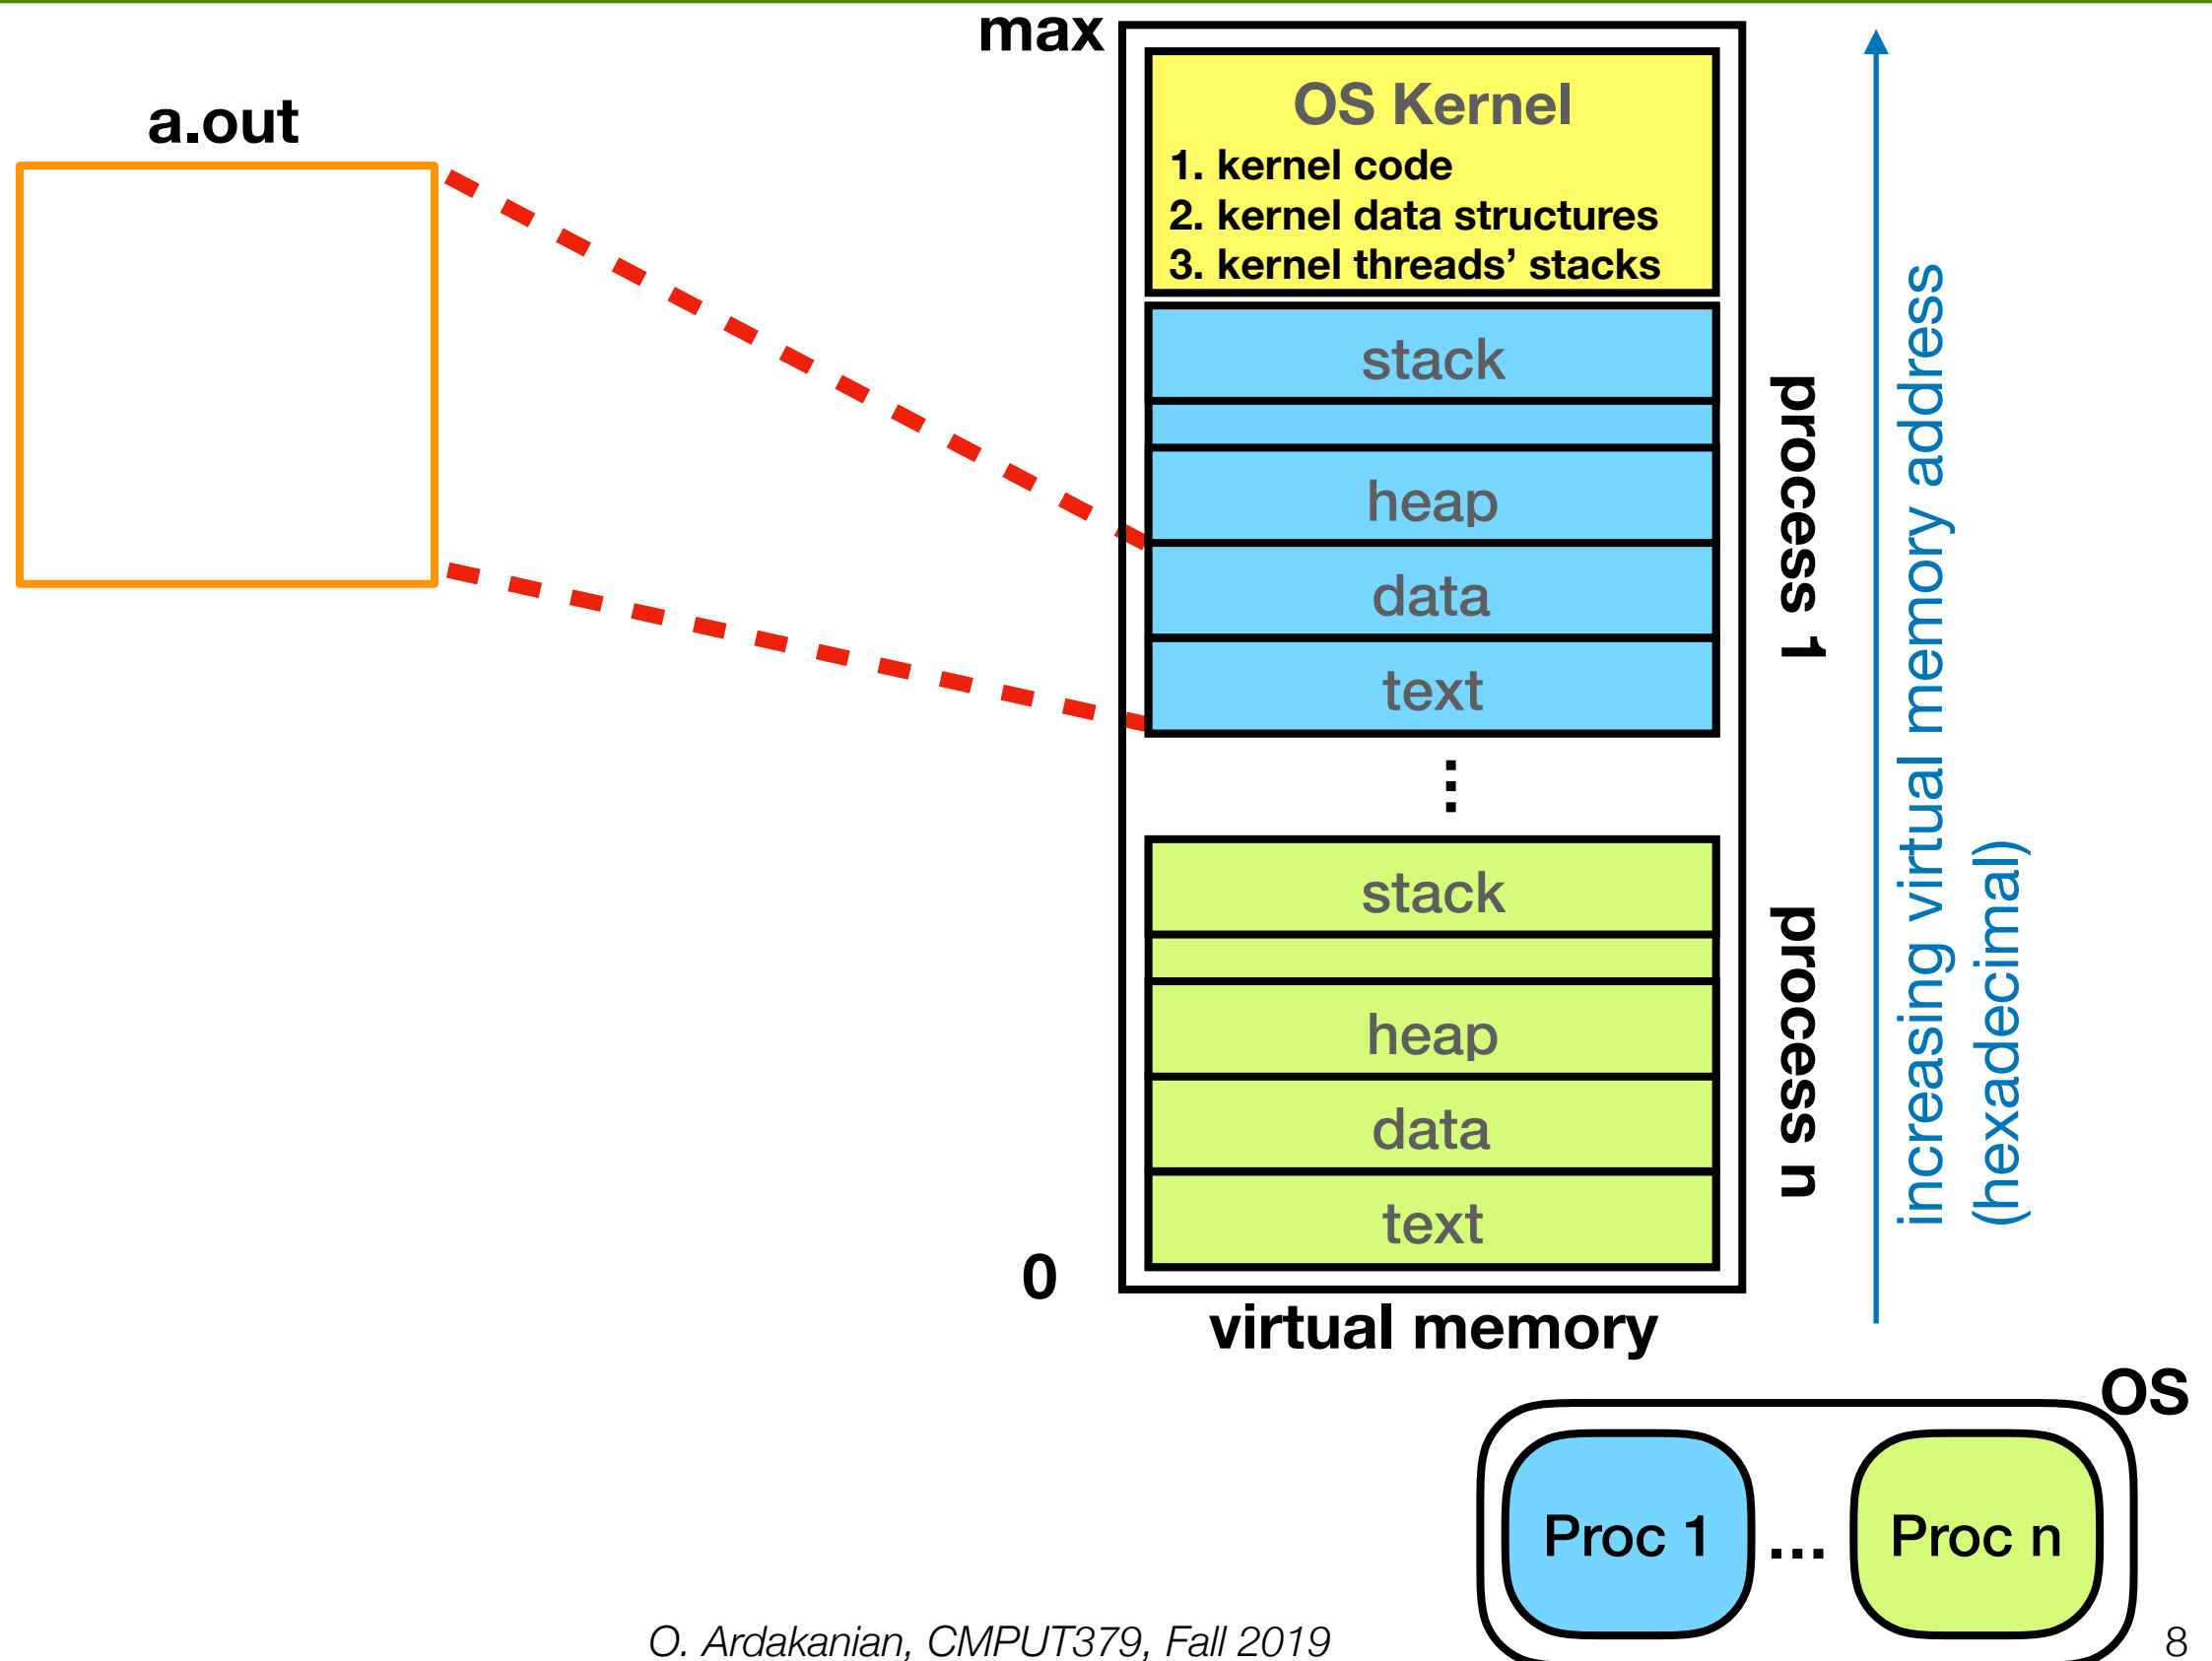 max
a.out
OS Kernel
1. kernel code
2. kernel data structures
3. kernel threads’ stacks
stack
heap
data
text
process 1
⋮
stack
heap
data
text
process n
increasing virtual memory address
(hexadecimal)
0
virtual memory
OS
Proc 1 ... Proc n
O. Ardakanian, CMPUT379, Fall 2019
8